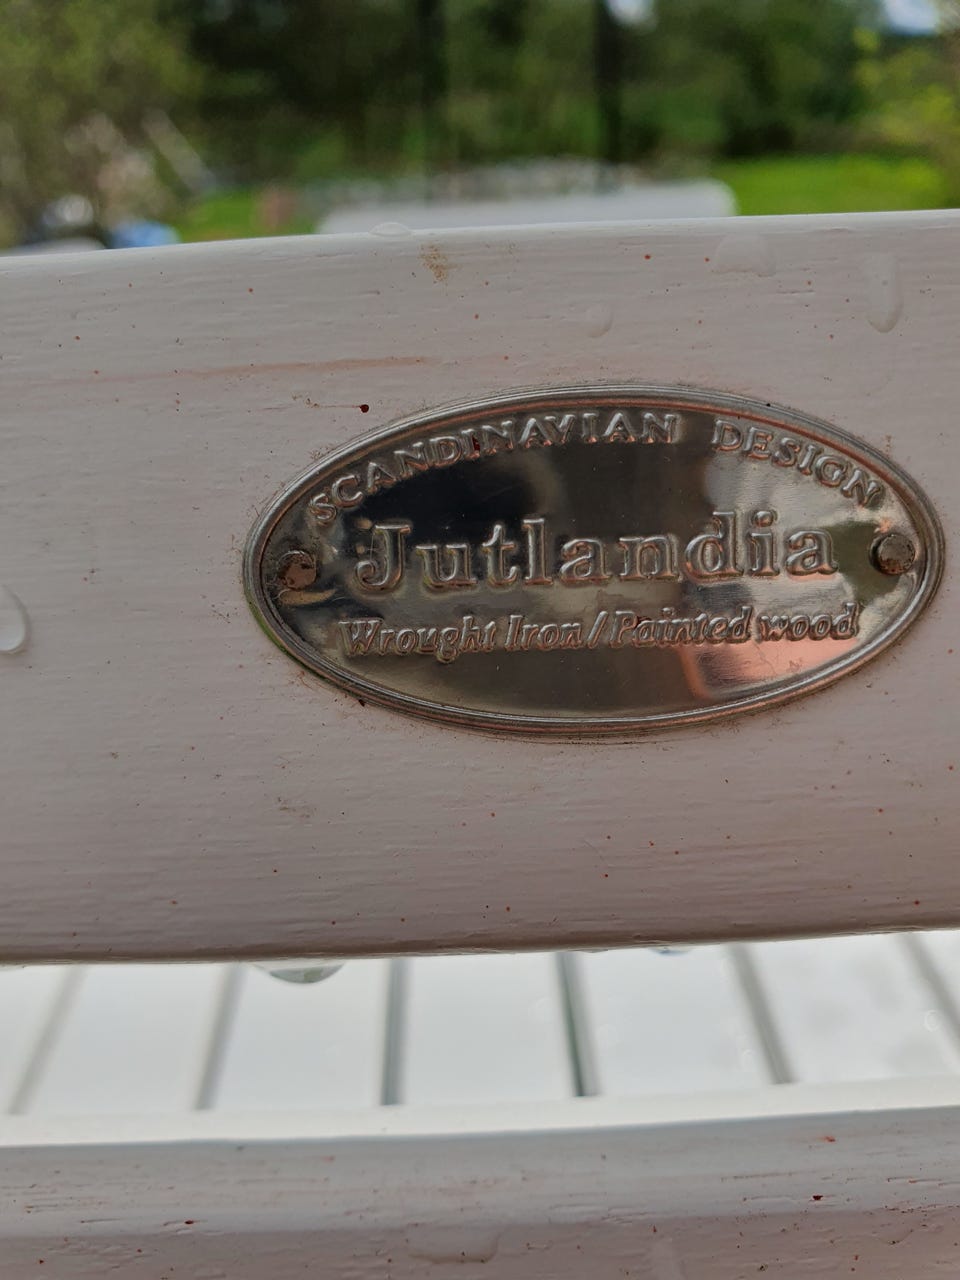 SCANDINAVIAN DESIGN
Jutlandia
Wrought Iron/Painted wood